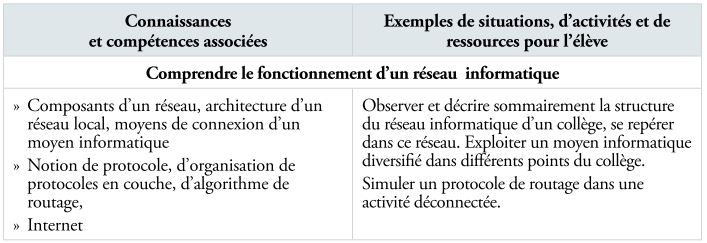 Connaissances
et compétences associées
Exemples de situations, d’activités et de
ressources pour l’élève
Comprendre le fonctionnement d’un réseau informatique
» Composants d’un réseau, architecture d’un
réseau local, moyens de connexion d’un
moyen informatique
» Notion de protocole, d’organisation de
protocoles en couche, d’algorithme de
routage,
» Internet
Observer et décrire sommairement la structure
du réseau informatique d’un collège, se repérer
dans ce réseau. Exploiter un moyen informatique
diversifié dans différents points du collège.
Simuler un protocole de routage dans une
activité déconnectée.